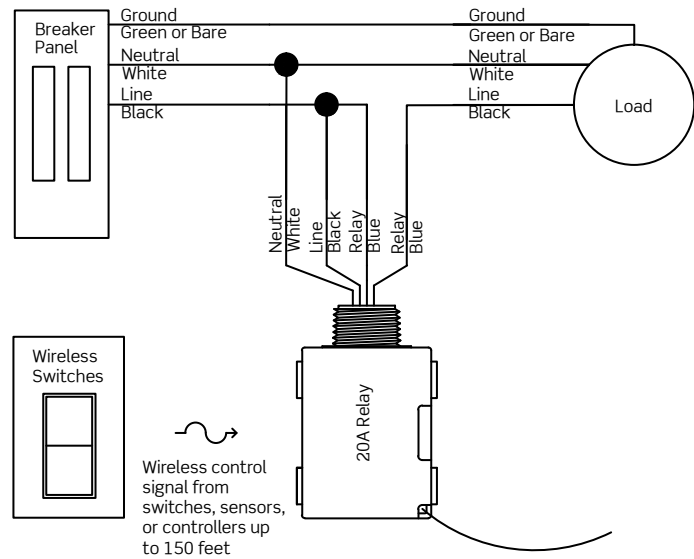 Breaker
Panel
Ground
Green or Bare
Neutral
White
Line
Black
Ground
Green or Bare
Neutral
White
Line
Black
Load
Neutral
White
Line
Black
Relay
Blue
Relay
Blue
Wireless
Switches
20A Relay
Wireless control
signal from
switches, sensors,
or controllers up
to 150 feet